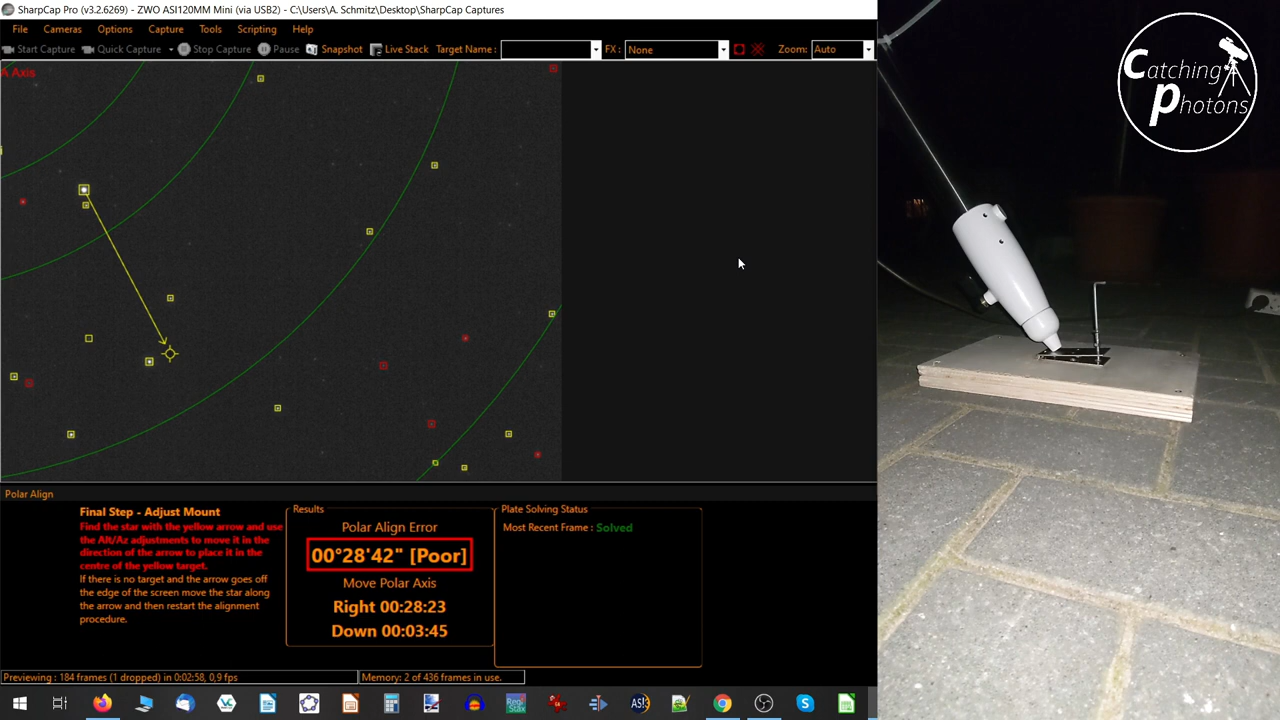 SharpCap Pro (v3.2.6269) - ZWO ASI120MM Mini (via USB2) - C:\Users\A. Schmitz\Desktop\SharpCap Captures
File Cameras Options Capture Tools Scripting Help
Start Capture Quick Capture Stop Capture Pause Snapshot Live Stack Target Name : FX : None Zoom: Auto
A Axis
Catching
Photons
Polar Align
Final Step - Adjust Mount
Find the star with the yellow arrow and use
the Alt/Az adjustments to move it in the
direction of the arrow to place it in the
centre of the yellow target.
If there is no target and the arrow goes off
the edge of the screen move the star along
the arrow and then restart the alignment
procedure.
Results
Polar Align Error
00°28'42" [Poor]
Move Polar Axis
Right 00:28:23
Down 00:03:45
Plate Solving Status
Most Recent Frame : Solved
Previewing : 184 frames (1 dropped) in 0:02:58, 0,9 fps
Memory: 2 of 436 frames in use.